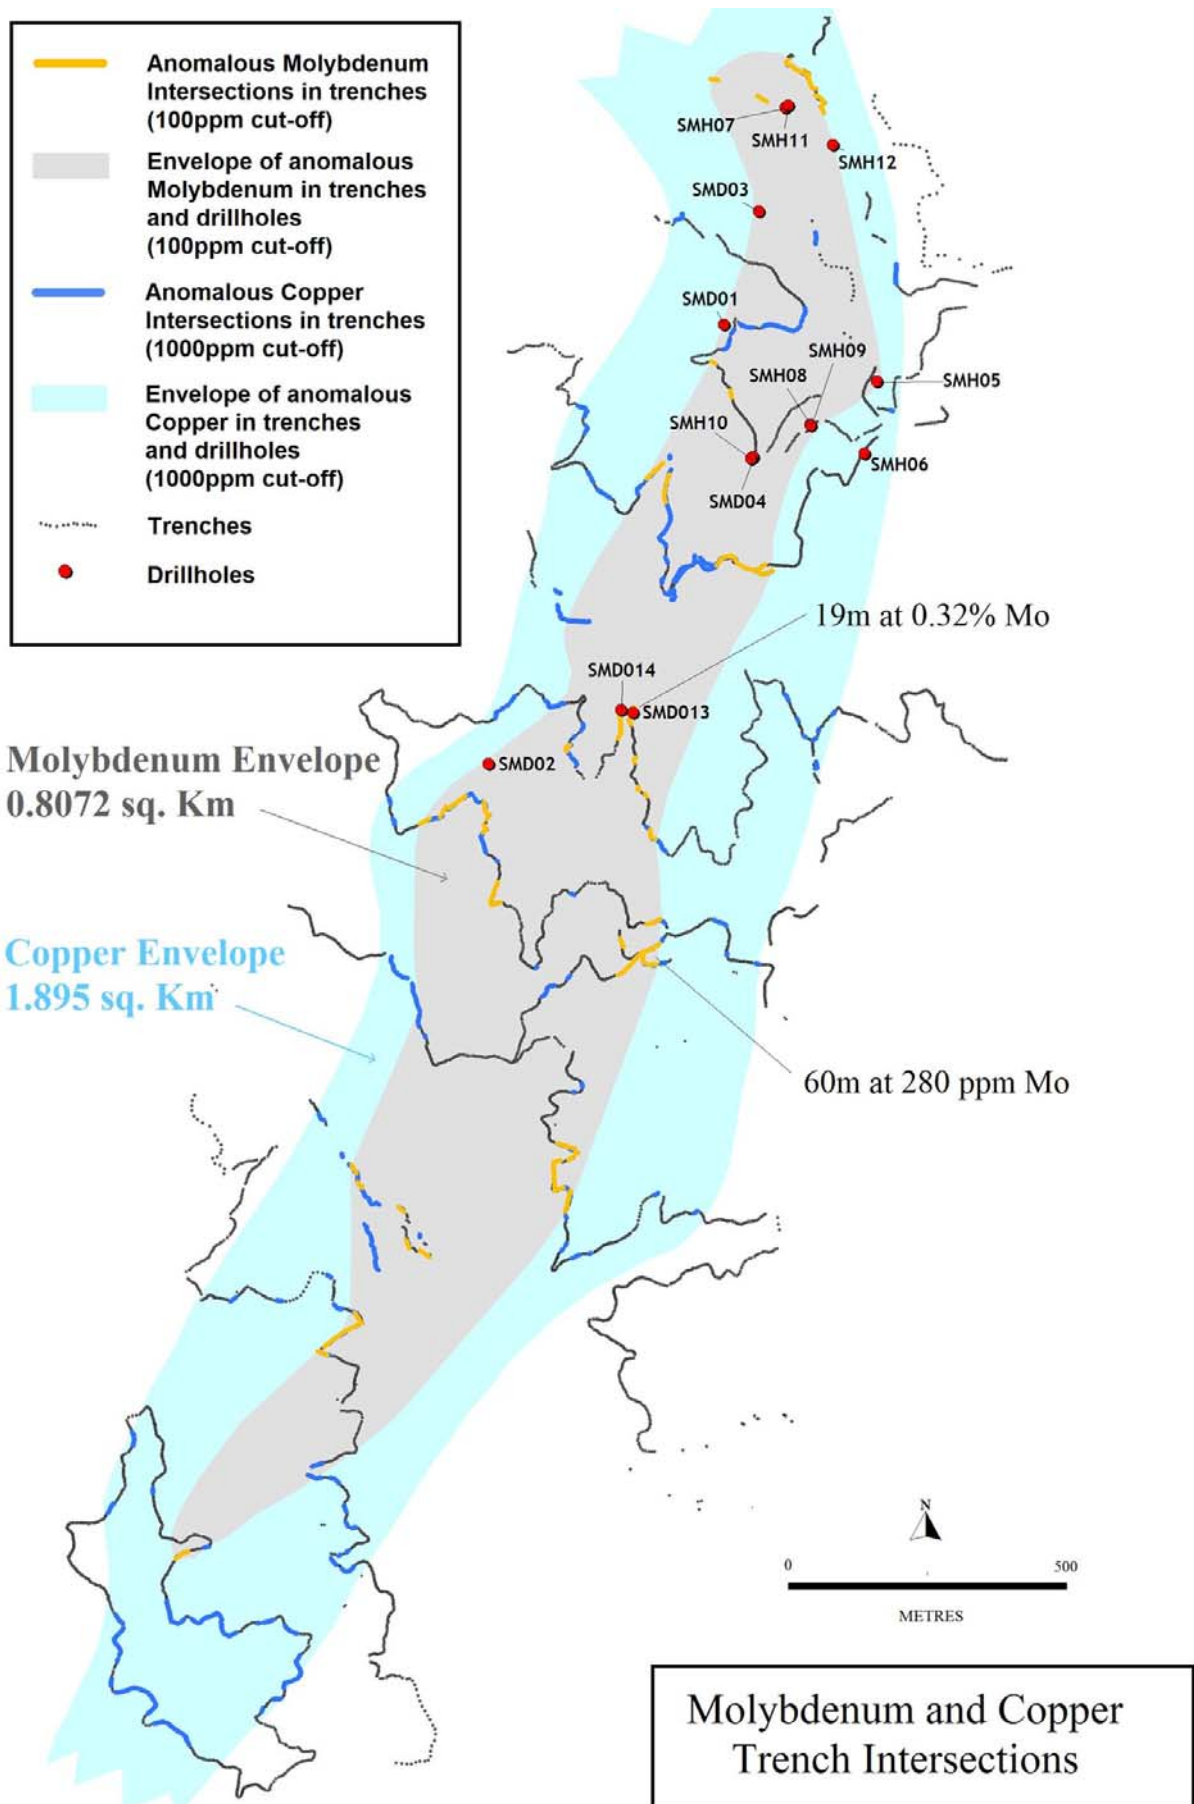 Anomalous Molybdenum
Intersections in trenches
(100ppm cut-off)
Envelope of anomalous
Molybdenum in trenches
and drillholes
(100ppm cut-off)
Anomalous Copper
Intersections in trenches
(1000ppm cut-off)
Envelope of anomalous
Copper in trenches
and drillholes
(1000ppm cut-off)
Trenches
Drillholes
SMH07
SMH11
SMH12
SMD03
SMD01
SMH09
SMH08
SMH05
SMH10
SMH06
SMD04
19m at 0.32% Mo
SMD014
SMD013
SMD02
Molybdenum Envelope
0.8072 sq. Km
Copper Envelope
1.895 sq. Km
60m at 280 ppm Mo
N
0 500
METRES
Molybdenum and Copper
Trench Intersections